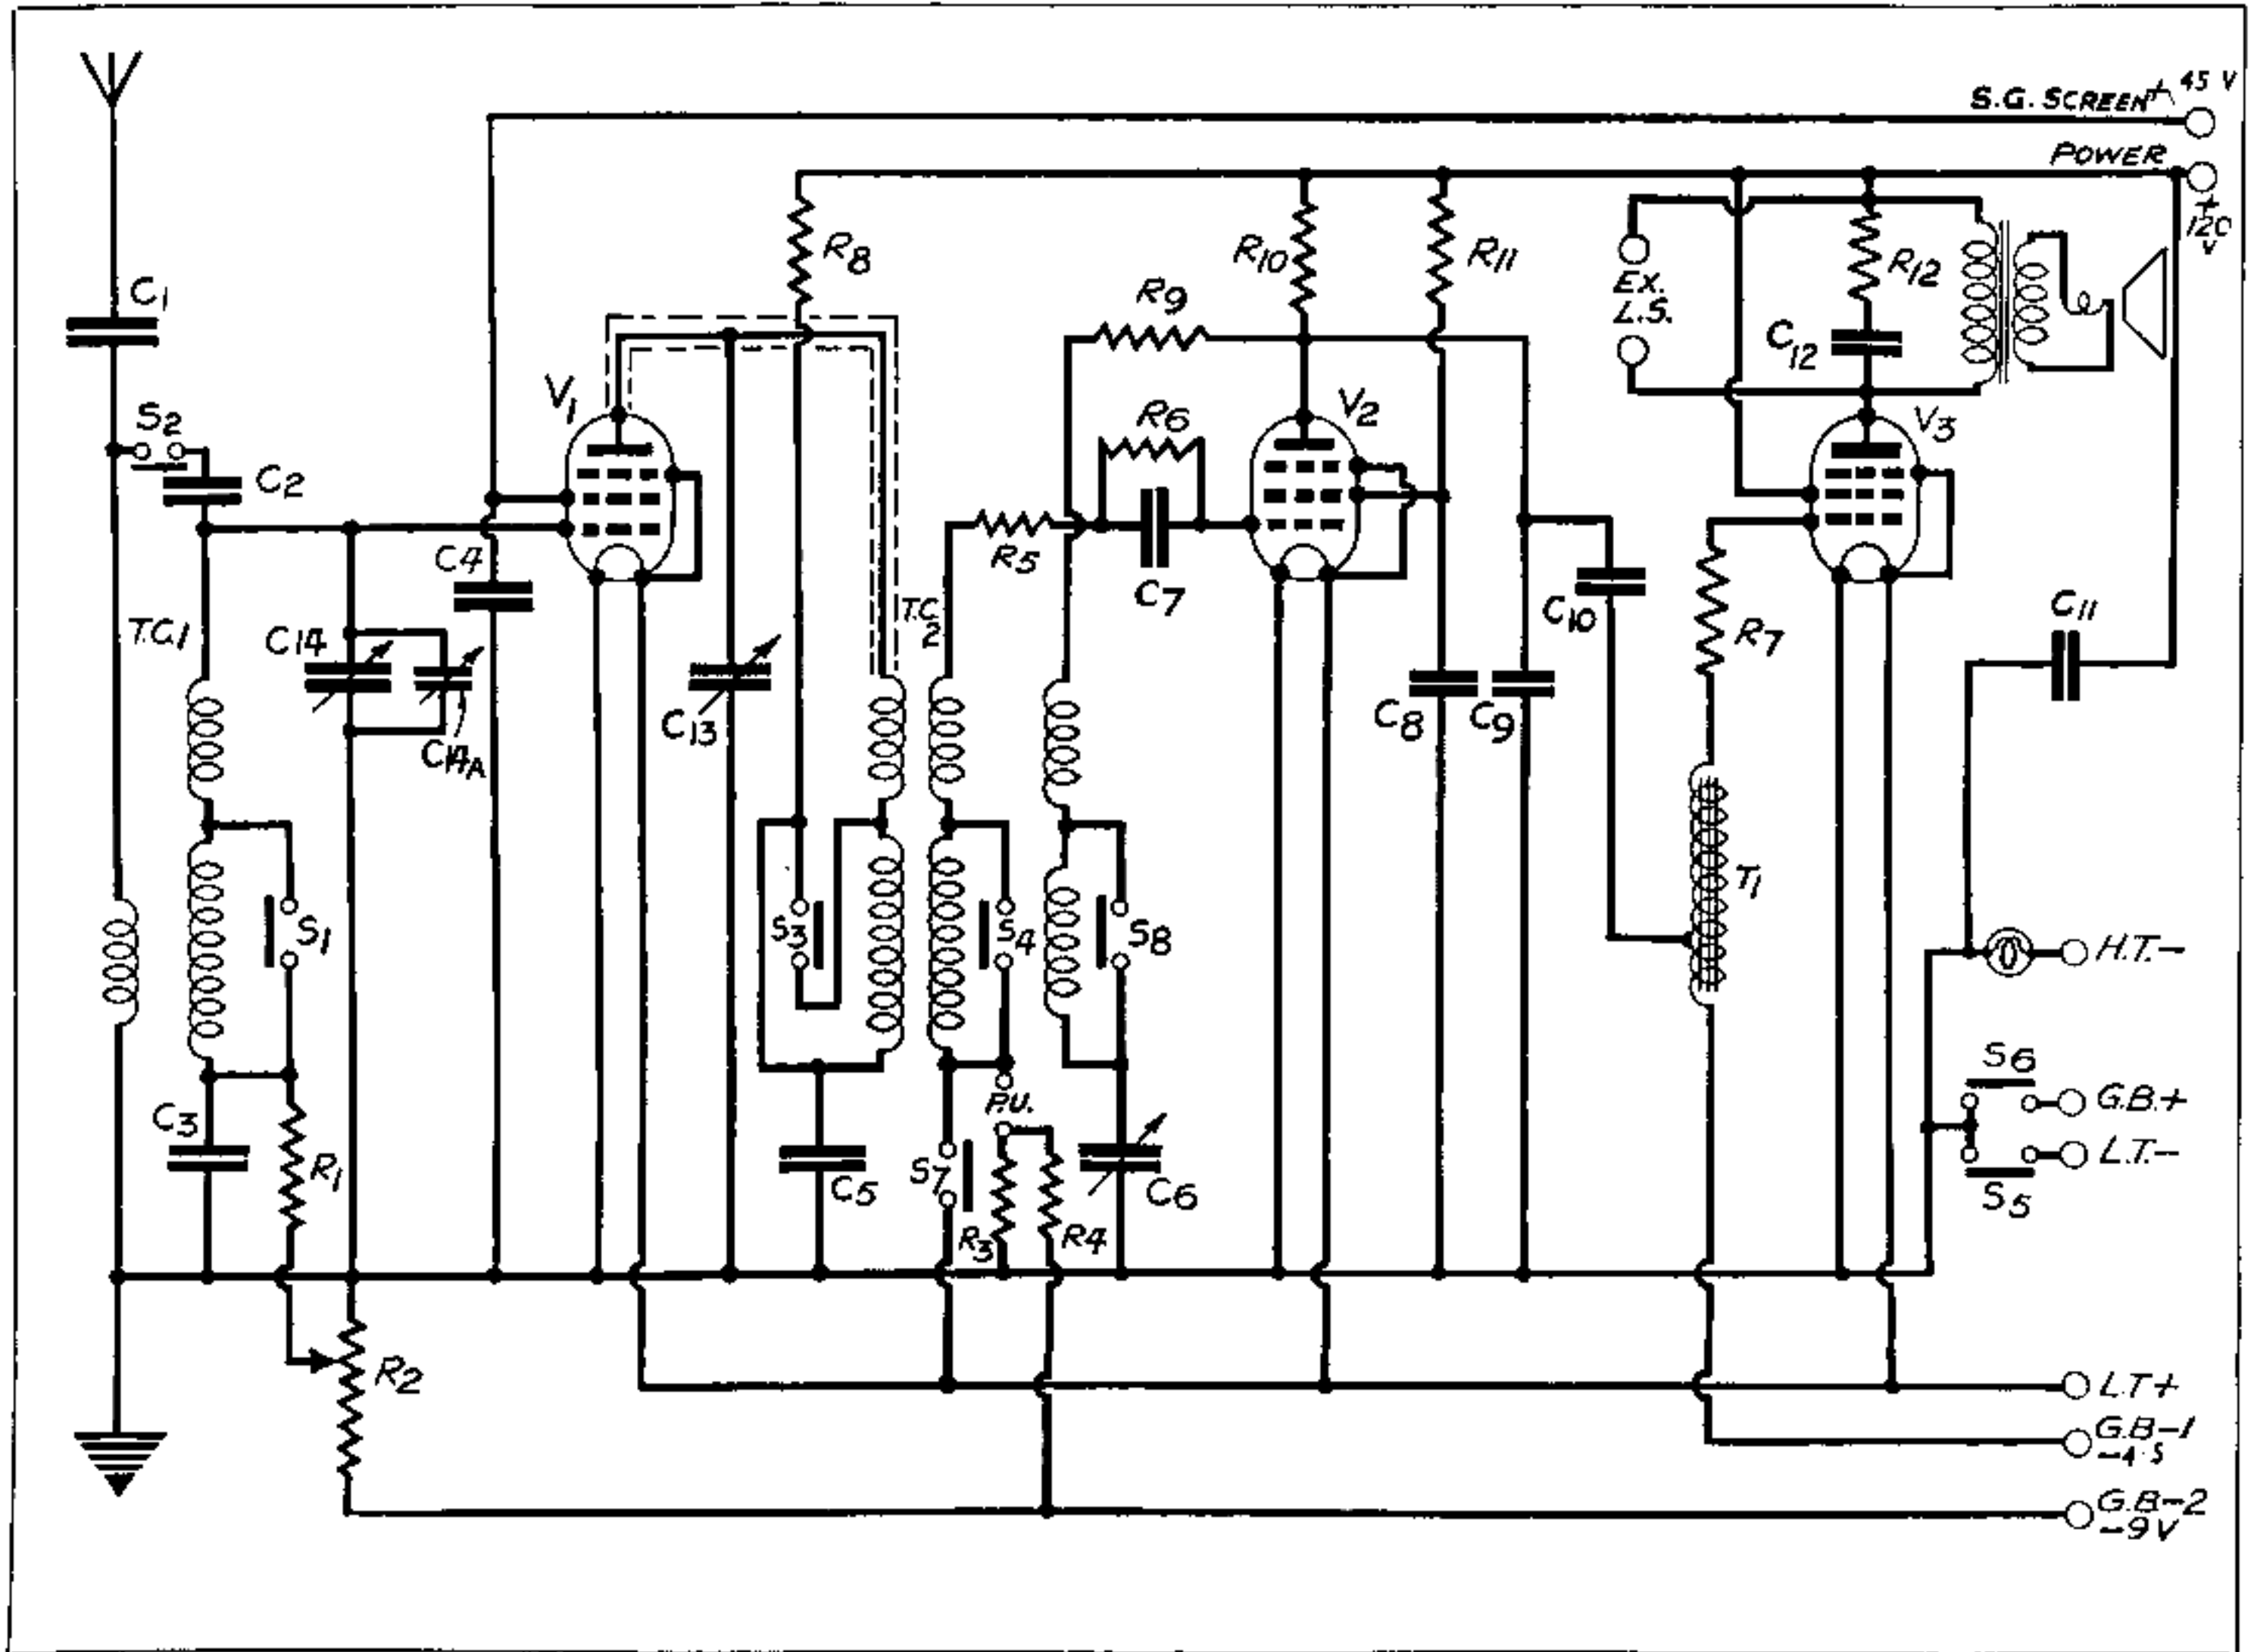 S.G. SCREEN + 45 V
POWER
+
120
V
R8
R10
R11
R12
EX.
L.S.
C1
R9
C12
V1
S2
V2
V3
R6
C2
C4
R5
C7
C10
T.C.1
C14
T.C.
2
R7
C11
C13
C8
C9
C14A
T1
S1
S3
S4
S8
H.T.-
S6
C3
P.U.
G.B.+
R1
C5
S7
C6
L.T.-
S5
R3
R4
R2
L.T+
G.B-1
-4.5
G.B-2
-9V